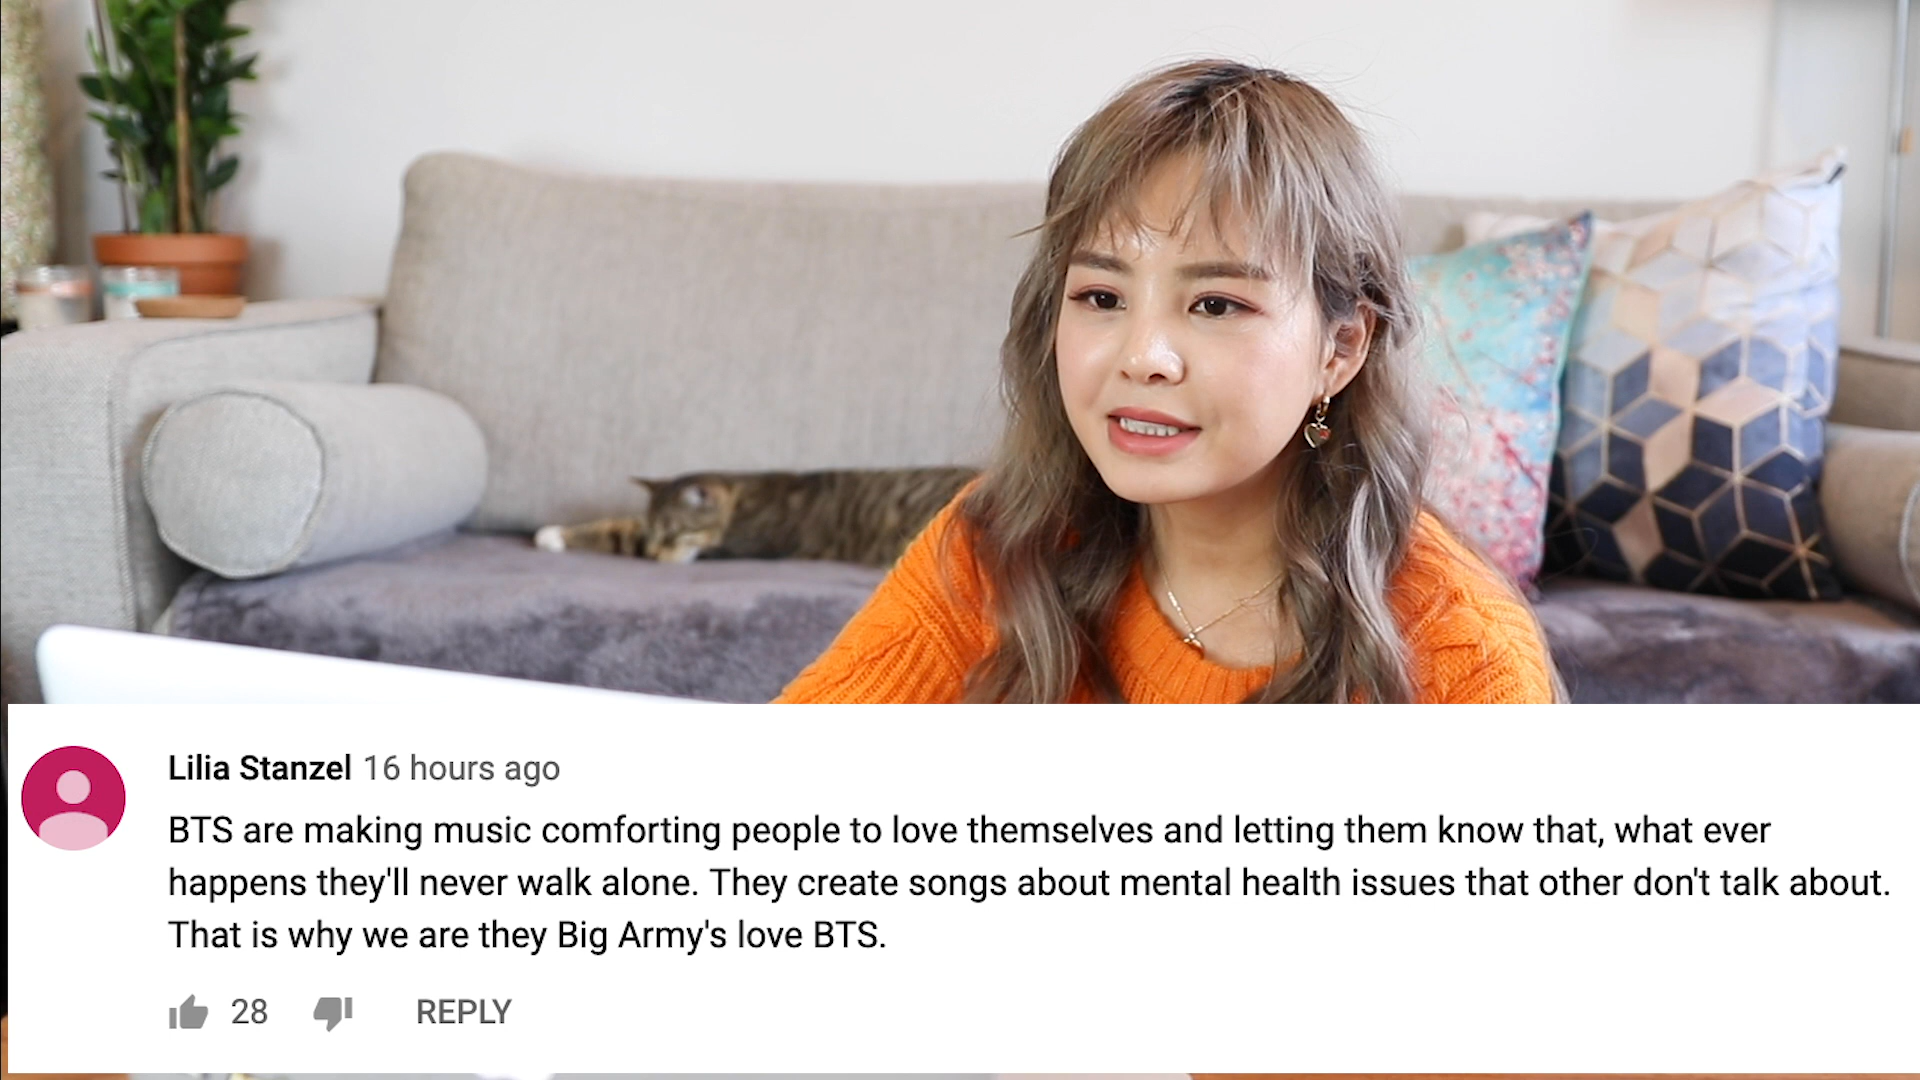 Lilia Stanzel 16 hours ago
BTS are making music comforting people to love themselves and letting them know that, what ever
happens they'll never walk alone. They create songs about mental health issues that other don't talk about.
That is why we are they Big Army's love BTS.
28 REPLY